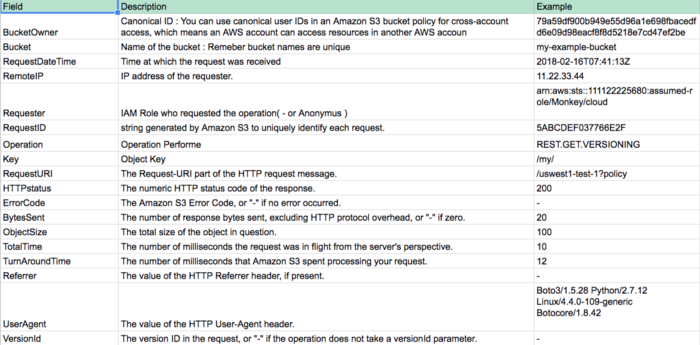 Field Description Example
Canonical ID : You can use canonical user IDs in an Amazon S3 bucket policy for cross-account 79a59df900b949e55d96a1e698fbacedf
BucketOwner access, which means an AWS account can access resources in another AWS accoun d6e09d98eacf8f8d5218e7cd47ef2be
Bucket Name of the bucket : Remeber bucket names are unique my-example-bucket
RequestDateTime Time at which the request was received 2018-02-16T07:41:13Z
RemoteIP IP address of the requester. 11.22.33.44
arn:aws:sts::111122225680:assumed-r
Requester IAM Role who requested the operation( - or Anonymus ) ole/Monkey/cloud
RequestID string generated by Amazon S3 to uniquely identify each request. 5ABCDEF037766E2F
Operation Operation Performe REST.GET.VERSIONING
Key Object Key /my/
RequestURI The Request-URI part of the HTTP request message. /uswest1-test-1?policy
HTTPstatus The numeric HTTP status code of the response. 200
ErrorCode The Amazon S3 Error Code, or "-" if no error occurred. -
BytesSent The number of response bytes sent, excluding HTTP protocol overhead, or "-" if zero. 20
ObjectSize The total size of the object in question. 100
TotalTime The number of milliseconds the request was in flight from the server's perspective. 10
TurnAroundTime The number of milliseconds that Amazon S3 spent processing your request. 12
Referrer The value of the HTTP Referrer header, if present. -
Boto3/1.5.28 Python/2.7.12
Linux/4.4.0-109-generic
Botocore/1.8.42
UserAgent The value of the HTTP User-Agent header.
VersionId The version ID in the request, or "-" if the operation does not take a versionId parameter. -